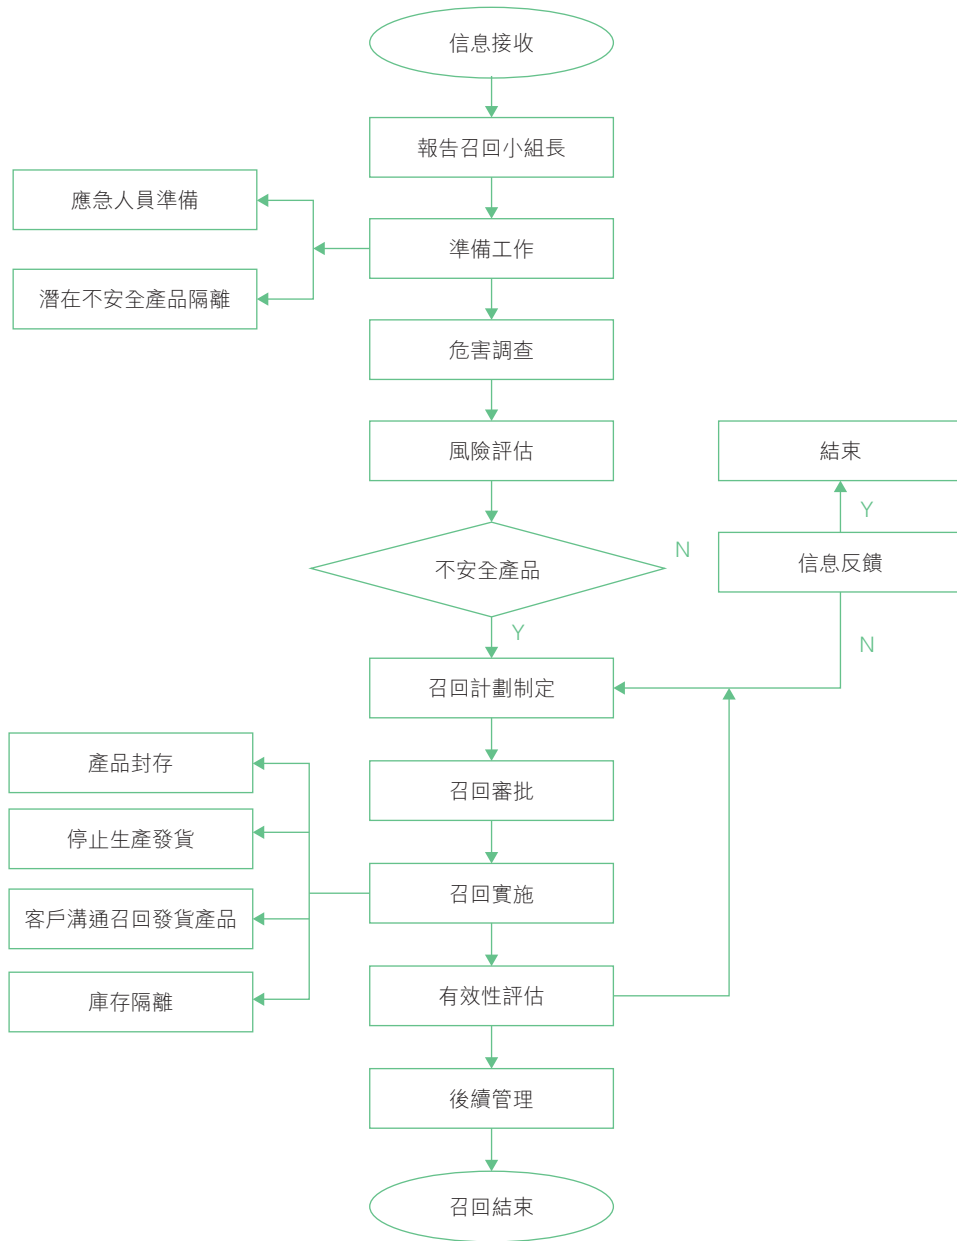 信息接收
報告召回小組長
應急人員準備
準備工作
潛在不安全產品隔離
危害調查
風險評估
結束
Y
N
信息反饋
不安全產品
Y
N
召回計劃制定
產品封存
召回審批
停止生產發貨
召回實施
客戶溝通召回發貨產品
有效性評估
庫存隔離
後續管理
召回結束